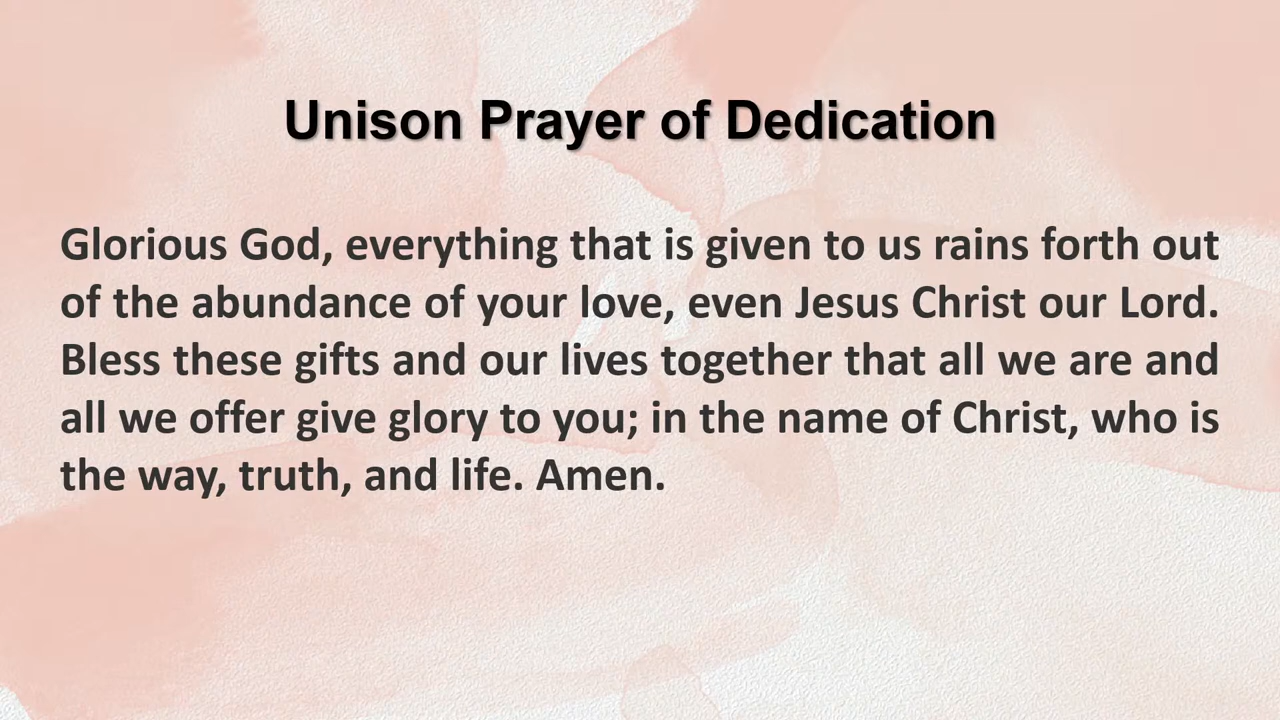 Unison Prayer of Dedication
Glorious God, everything that is given to us rains forth out
of the abundance of your love, even Jesus Christ our Lord.
Bless these gifts and our lives together that all we are and
all we offer give glory to you; in the name of Christ, who is
the way, truth, and life. Amen.